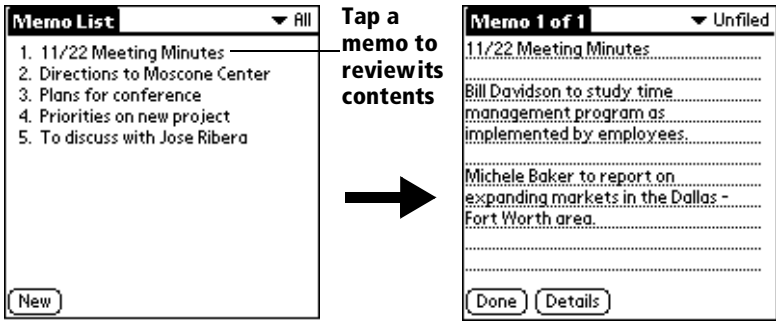 Memo List
All
1. 11/22 Meeting Minutes
2. Directions to Moscone Center
3. Plans for conference
4. Priorities on new project
5. To discuss with Jose Ribera
New
Tap a
memo to
reviewits
contents
Memo 1 of 1
Unfiled
11/22 Meeting Minutes
Bill Davidson to study time
management program as
implemented by employees.
Michele Baker to report on
expanding markets in the Dallas -
Fort Worth area.
Done Details